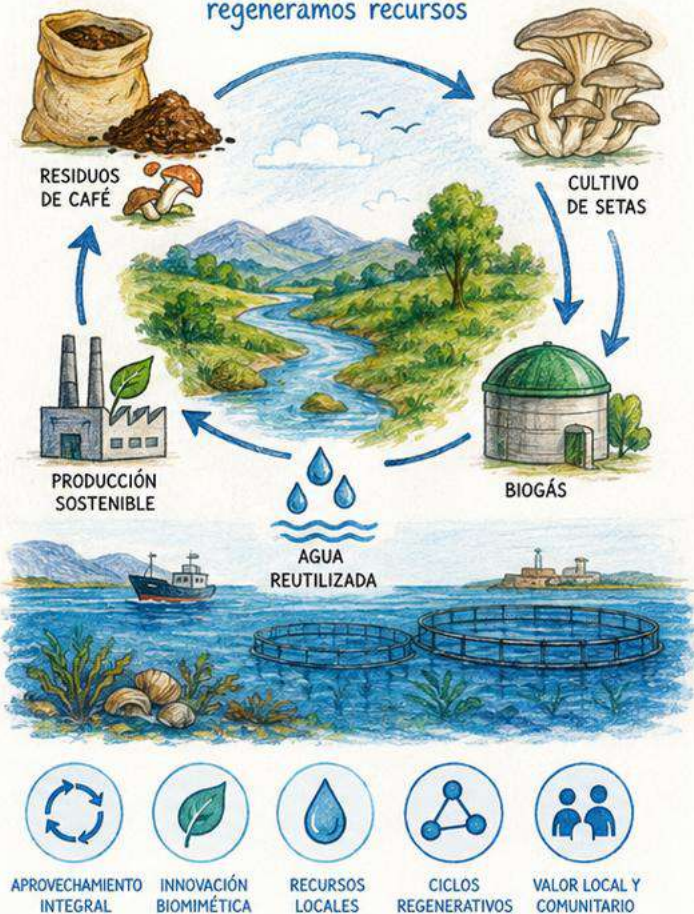 regeneramos recursos
RESIDUOS
DE CAFÉ
CULTIVO
DE SETAS
PRODUCCIÓN
SOSTENIBLE
BIOGÁS
AGUA
REUTILIZADA
APROVECHAMIENTO
INTEGRAL
INNOVACIÓN
BIOMIMÉTICA
RECURSOS
LOCALES
CICLOS
REGENERATIVOS
VALOR LOCAL Y
COMUNITARIO